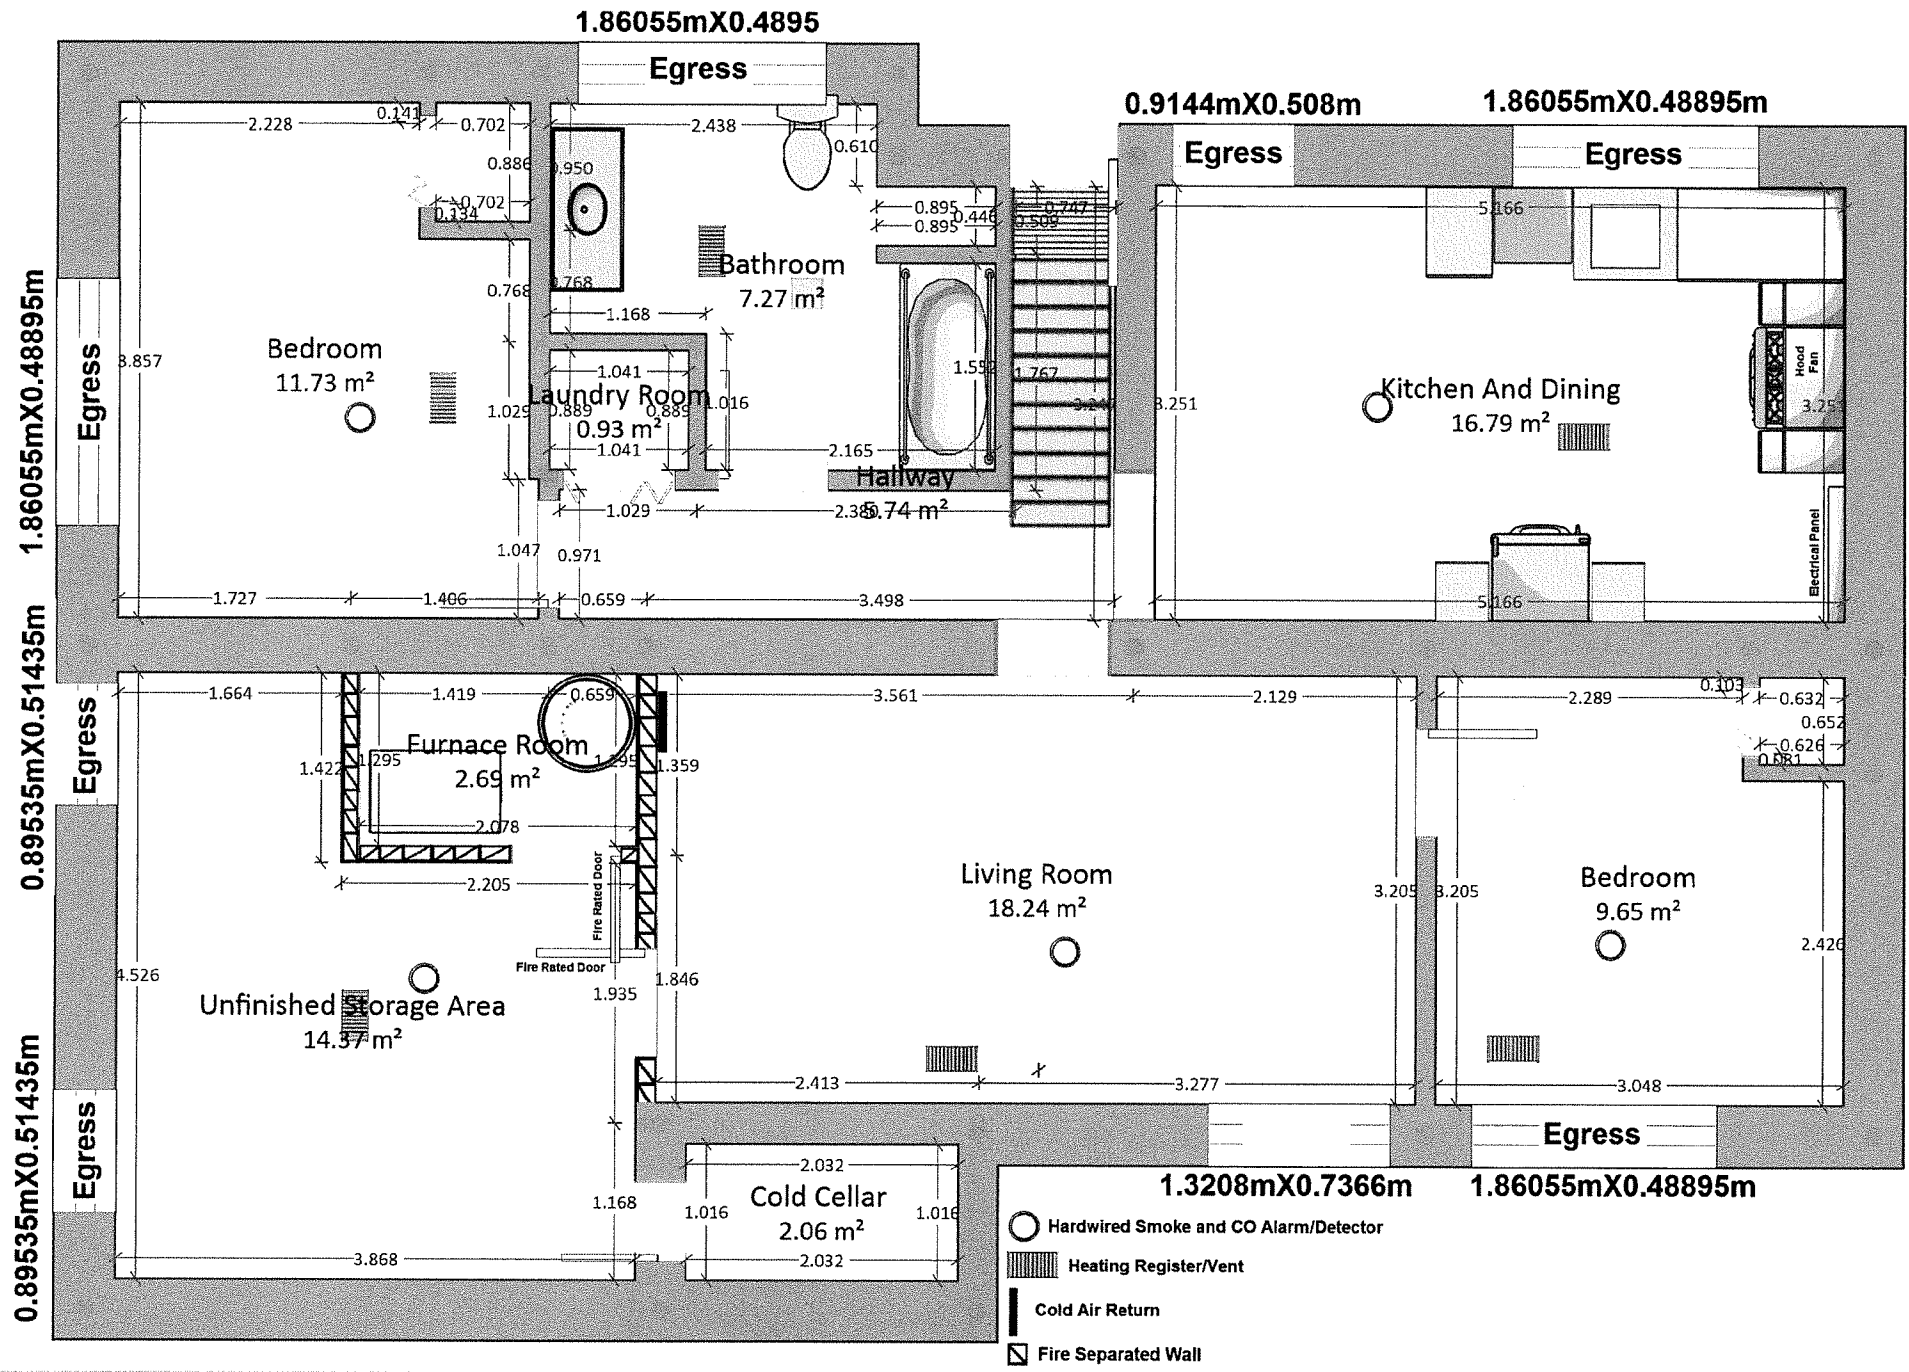 1.86055mX0.4895
Egress
0.9144mX0.508m
1.86055mX0.48895m
Egress
Egress
2.228
0.141
0.702
2.438
0.610
0.886
0.950
0.702
0.134
0.895
0.446
0.895
0.509
0.747
5.166
Bathroom
7.27 m²
0.768
0.768
1.168
1.86055mX0.48895m
Egress
3.857
Bedroom
11.73 m²
1.041
Laundry Room
0.93 m²
1.029
0.889
0.889
1.016
1.041
2.165
1.552
1.767
3.251
Kitchen And Dining
16.79 m²
Hood
Fan
3.251
Hallway
5.74 m²
1.029
2.380
1.047
0.971
Electrical Panel
1.727
1.406
0.659
3.498
5.166
0.89535mX0.51435m
Egress
1.664
1.419
0.659
3.561
2.129
2.289
0.103
0.632
0.652
0.626
0.081
Furnace Room
2.69 m²
1.422
1.295
1.295
1.359
2.078
2.205
Fire Rated Door
Fire Rated Door
Living Room
18.24 m²
3.205
3.205
Bedroom
9.65 m²
2.426
4.526
Unfinished Storage Area
14.37 m²
1.935
1.846
2.413
3.277
3.048
0.89535mX0.51435m
Egress
Egress
1.3208mX0.7366m
1.86055mX0.48895m
2.032
Cold Cellar
2.06 m²
1.168
1.016
1.016
3.868
2.032
Hardwired Smoke and CO Alarm/Detector
Heating Register/Vent
Cold Air Return
Fire Separated Wall